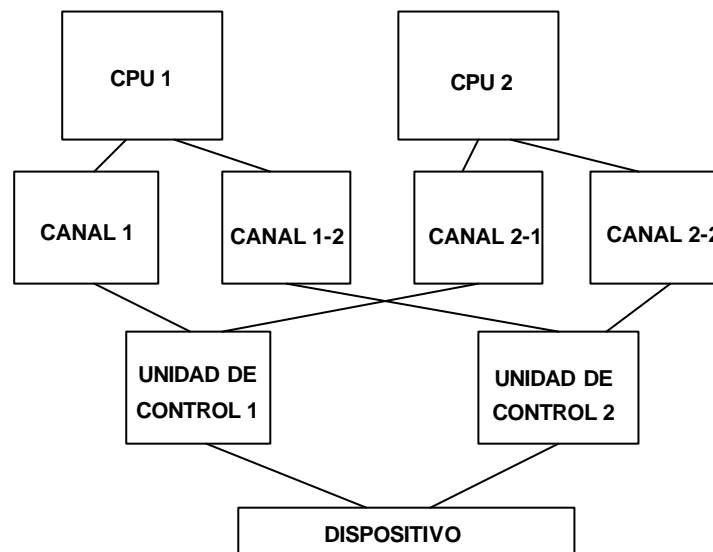 CPU 1
CPU 2
CANAL 1
CANAL 1-2
CANAL 2-1
CANAL 2-2
UNIDAD DE
CONTROL 1
UNIDAD DE
CONTROL 2
DISPOSITIVO